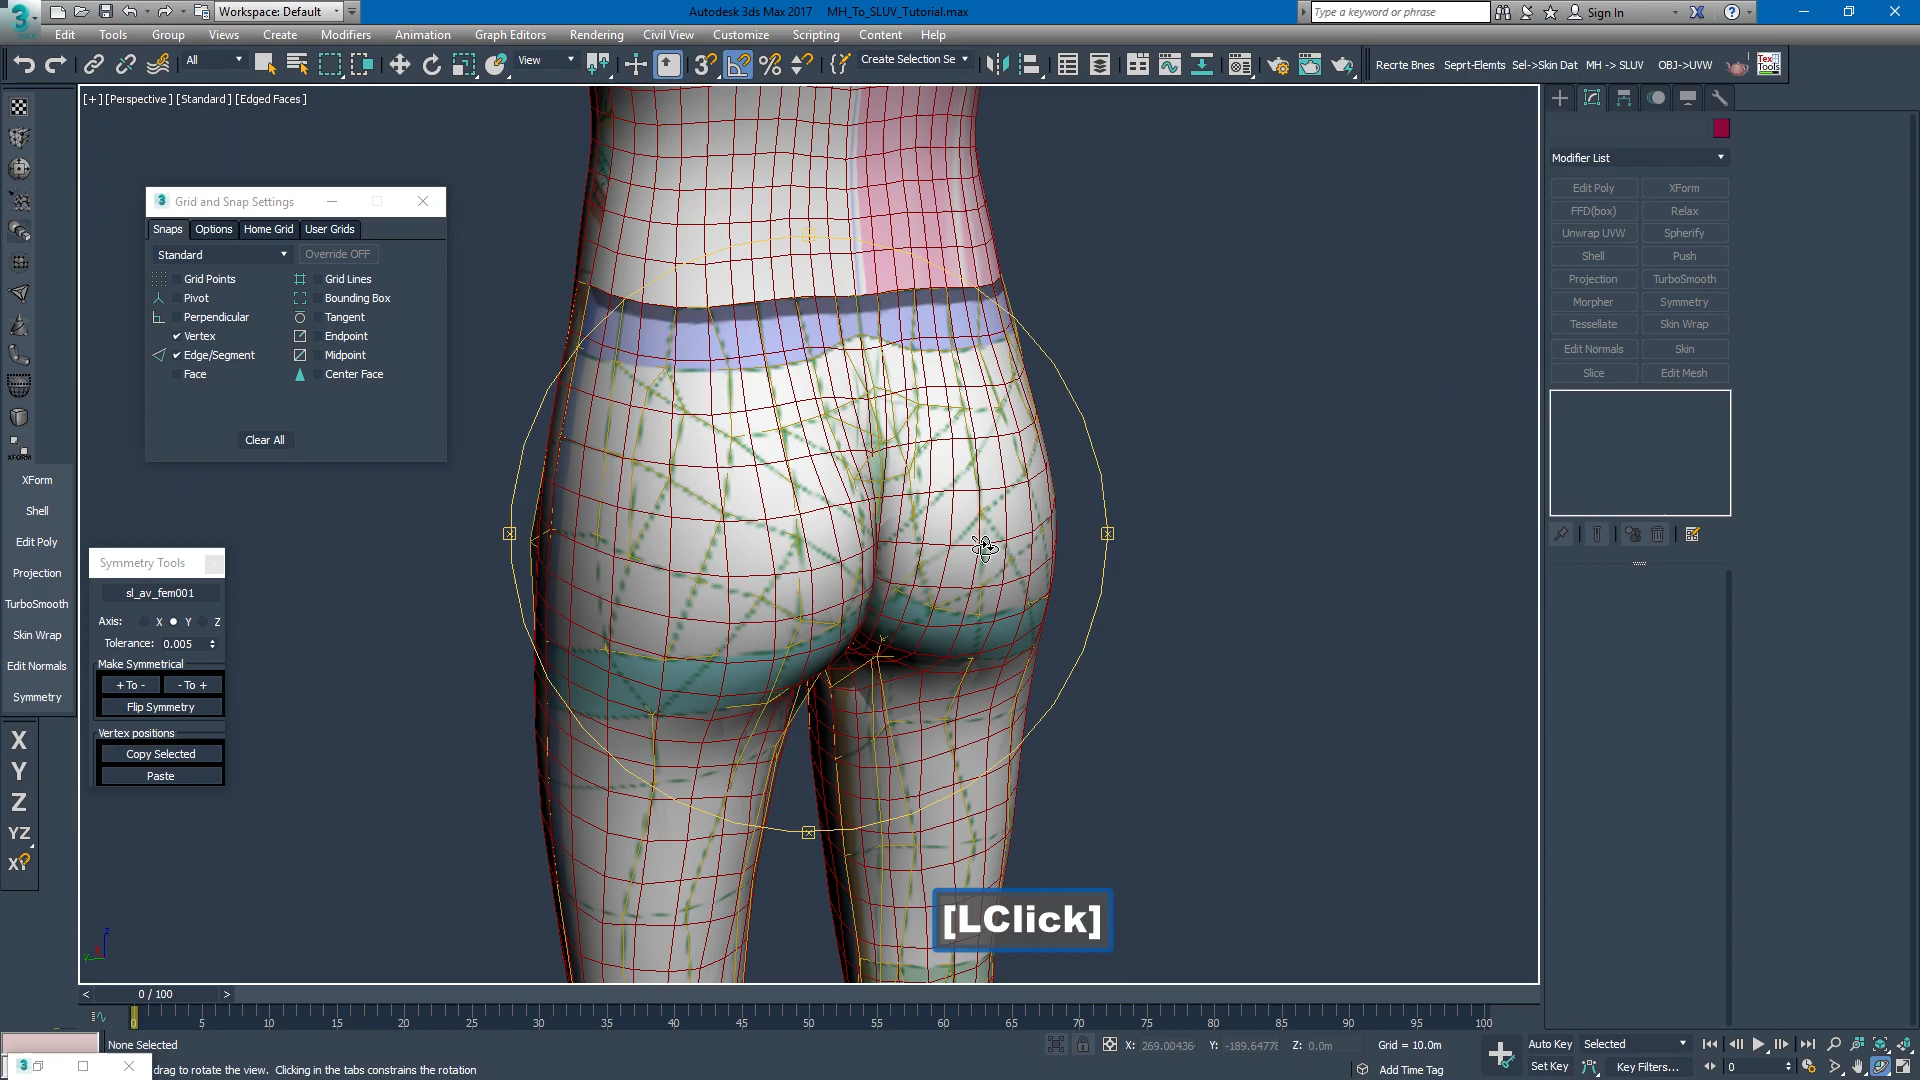 Workspace: Default
Autodesk 3ds Max 2017 MH_To_SLUV_Tutorial.max
Type a keyword or phrase
Sign In
Edit Tools Group Views Create Modifiers Animation Graph Editors Rendering Civil View Customize Scripting Content Help
All
View
Create Selection Se
Recrte Bnes Seprt-Elemts Sel->Skin Dat MH -> SLUV OBJ->UVW
[+] [Perspective] [Standard] [Edged Faces]
Grid and Snap Settings
Snaps Options Home Grid User Grids
Standard Override OFF
Grid Points Grid Lines
Pivot Bounding Box
Perpendicular Tangent
Vertex Endpoint
Edge/Segment Midpoint
Face Center Face
Clear All
XFORM
XForm
Shell
Edit Poly
Projection
TurboSmooth
Skin Wrap
Edit Normals
Symmetry
X
Y
Z
YZ
XY
Symmetry Tools
sl_av_fem001
Axis: X Y Z
Tolerance: 0.005
Make Symmetrical
+ To - - To +
Flip Symmetry
Vertex positions
Copy Selected
Paste
Modifier List
Edit Poly XForm
FFD(box) Relax
Unwrap UVW Spherify
Shell Push
Projection TurboSmooth
Morpher Symmetry
Tessellate Skin Wrap
Edit Normals Skin
Slice Edit Mesh
[LClick]
z
y
0 / 100
0 5 10 15 20 25 30 35 40 45 50 55 60 65 70 75 80 85 90 95 100
None Selected
X: 269.00436 Y: -189.64778 Z: 0.0m Grid = 10.0m
Auto Key Selected
drag to rotate the view. Clicking in the tabs constrains the rotation
Add Time Tag
Set Key Key Filters... 0